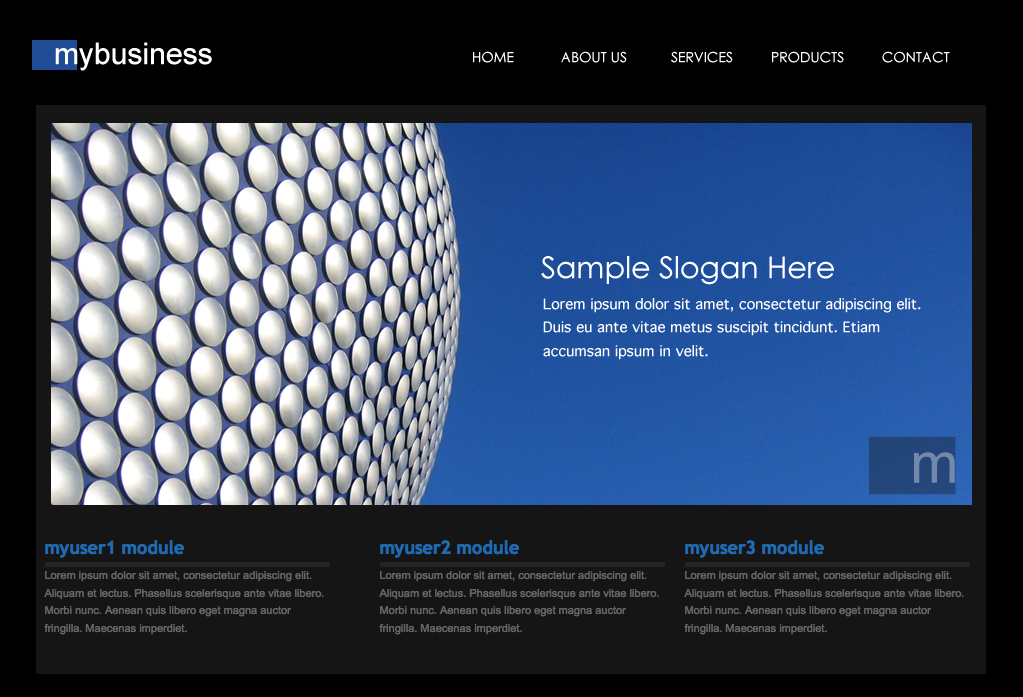 mybusiness
HOME ABOUT US SERVICES PRODUCTS CONTACT
Sample Slogan Here
Lorem ipsum dolor sit amet, consectetur adipiscing elit.
Duis eu ante vitae metus suscipit tincidunt. Etiam
accumsan ipsum in velit.
m
myuser1 module
Lorem ipsum dolor sit amet, consectetur adipiscing elit.
Aliquam et lectus. Phasellus scelerisque ante vitae libero.
Morbi nunc. Aenean quis libero eget magna auctor
fringilla. Maecenas imperdiet.
myuser2 module
Lorem ipsum dolor sit amet, consectetur adipiscing elit.
Aliquam et lectus. Phasellus scelerisque ante vitae libero.
Morbi nunc. Aenean quis libero eget magna auctor
fringilla. Maecenas imperdiet.
myuser3 module
Lorem ipsum dolor sit amet, consectetur adipiscing elit.
Aliquam et lectus. Phasellus scelerisque ante vitae libero.
Morbi nunc. Aenean quis libero eget magna auctor
fringilla. Maecenas imperdiet.